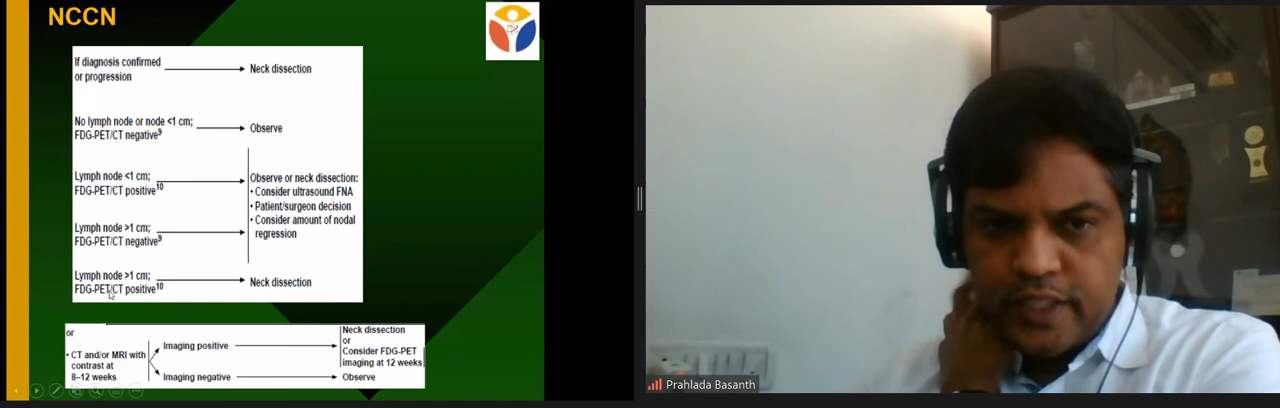 NCCN
If diagnosis confirmed
or progression
Neck dissection
No lymph node or node <1 cm;
FDG-PET/CT negative9
Observe
Lymph node <1 cm;
FDG-PET/CT positive10
Lymph node >1 cm;
FDG-PET/CT negative9
Observe or neck dissection:
• Consider ultrasound FNA
• Patient/surgeon decision
• Consider amount of nodal
regression
Lymph node >1 cm;
FDG-PET/CT positive10
Neck dissection
or
• CT and/or MRI with
contrast at
8–12 weeks
Imaging positive
Neck dissection
or
Consider FDG-PET
imaging at 12 weeks
Imaging negative
Observe
Prahlada Basanth